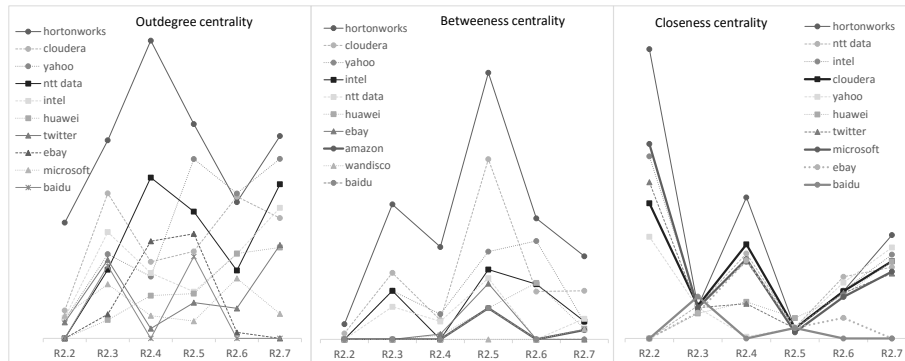 Outdegree centrality
hortonworks
cloudera
yahoo
ntt data
intel
huawei
twitter
ebay
microsoft
baidu
R2.2 R2.3 R2.4 R2.5 R2.6 R2.7
Betweeness centrality
hortonworks
cloudera
yahoo
intel
ntt data
huawei
ebay
amazon
wandisco
baidu
R2.2 R2.3 R2.4 R2.5 R2.6 R2.7
Closeness centrality
hortonworks
ntt data
intel
cloudera
yahoo
huawei
twitter
microsoft
ebay
baidu
R2.2 R2.3 R2.4 R2.5 R2.6 R2.7